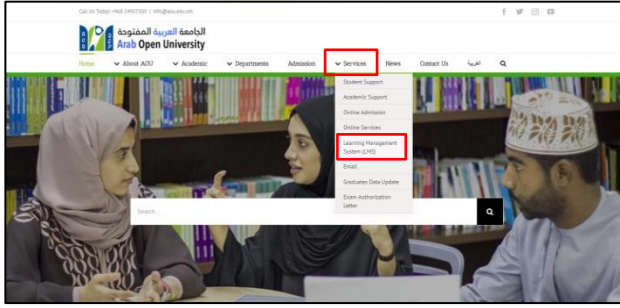 Call Us Today! +968 24957300 | info@aou.edu.om
الجامعة العربية المفتوحة
Arab Open University
Home
About AOU
Academic
Departments
Admission
Services
News
Contact Us
العربية
Student Support
Academic Support
Online Admission
Online Services
Learning Management
System (LMS)
Email
Graduates Data Update
Exam Authorization
Letter
Search...